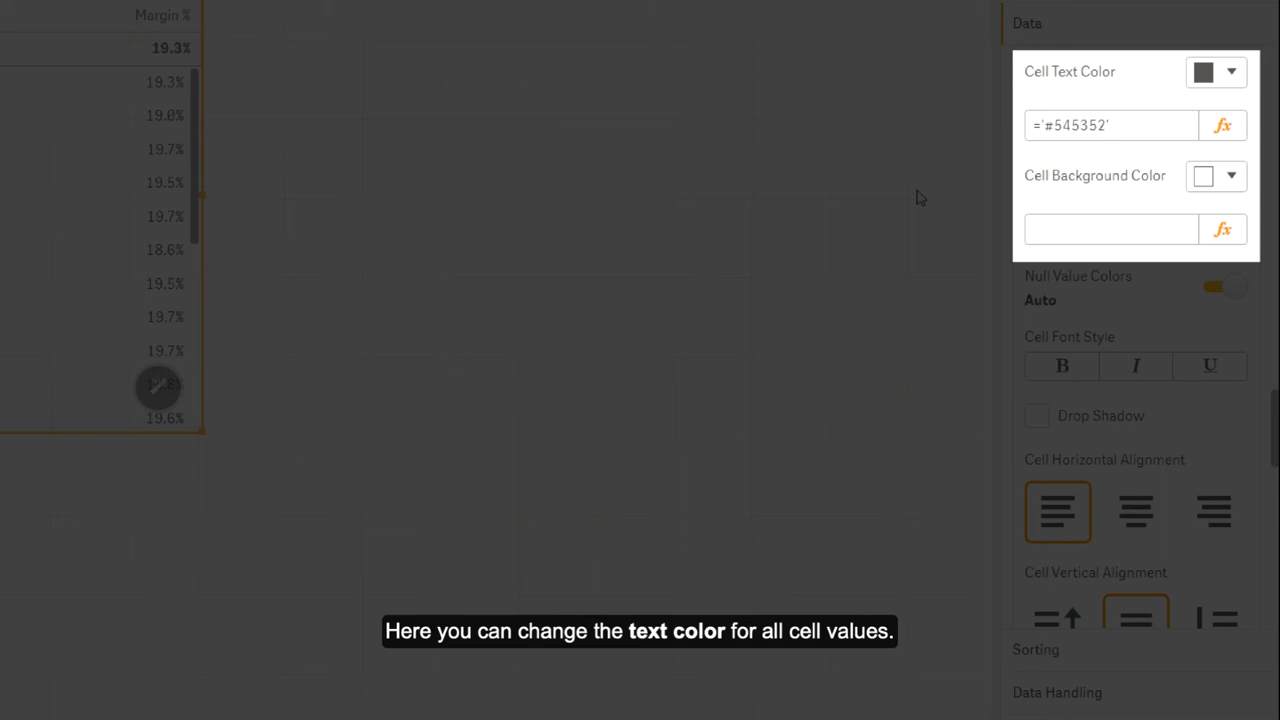 Margin %
19.3%
19.3%
19.0%
19.7%
19.5%
19.7%
18.6%
19.5%
19.7%
19.7%
19.6%
Data
Cell Text Color
='#545352'
fx
Cell Background Color
fx
Null Value Colors
Auto
Cell Font Style
B I U
Drop Shadow
Cell Horizontal Alignment
Cell Vertical Alignment
Sorting
Data Handling
Here you can change the text color for all cell values.